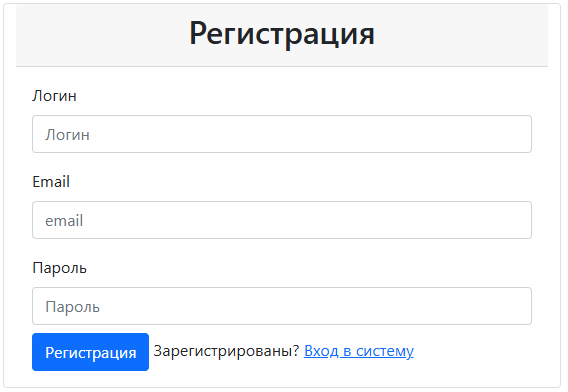 Регистрация
Логин
Логин
Email
email
Пароль
Пароль
Регистрация Зарегистрированы? Вход в систему